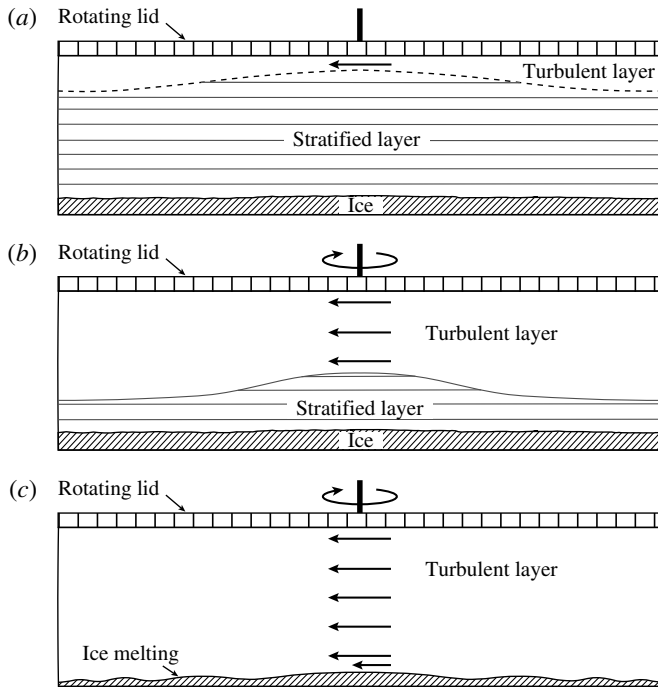 (a)
Rotating lid
Turbulent layer
Stratified layer
Ice
(b)
Rotating lid
Turbulent layer
Stratified layer
Ice
(c)
Rotating lid
Turbulent layer
Ice melting